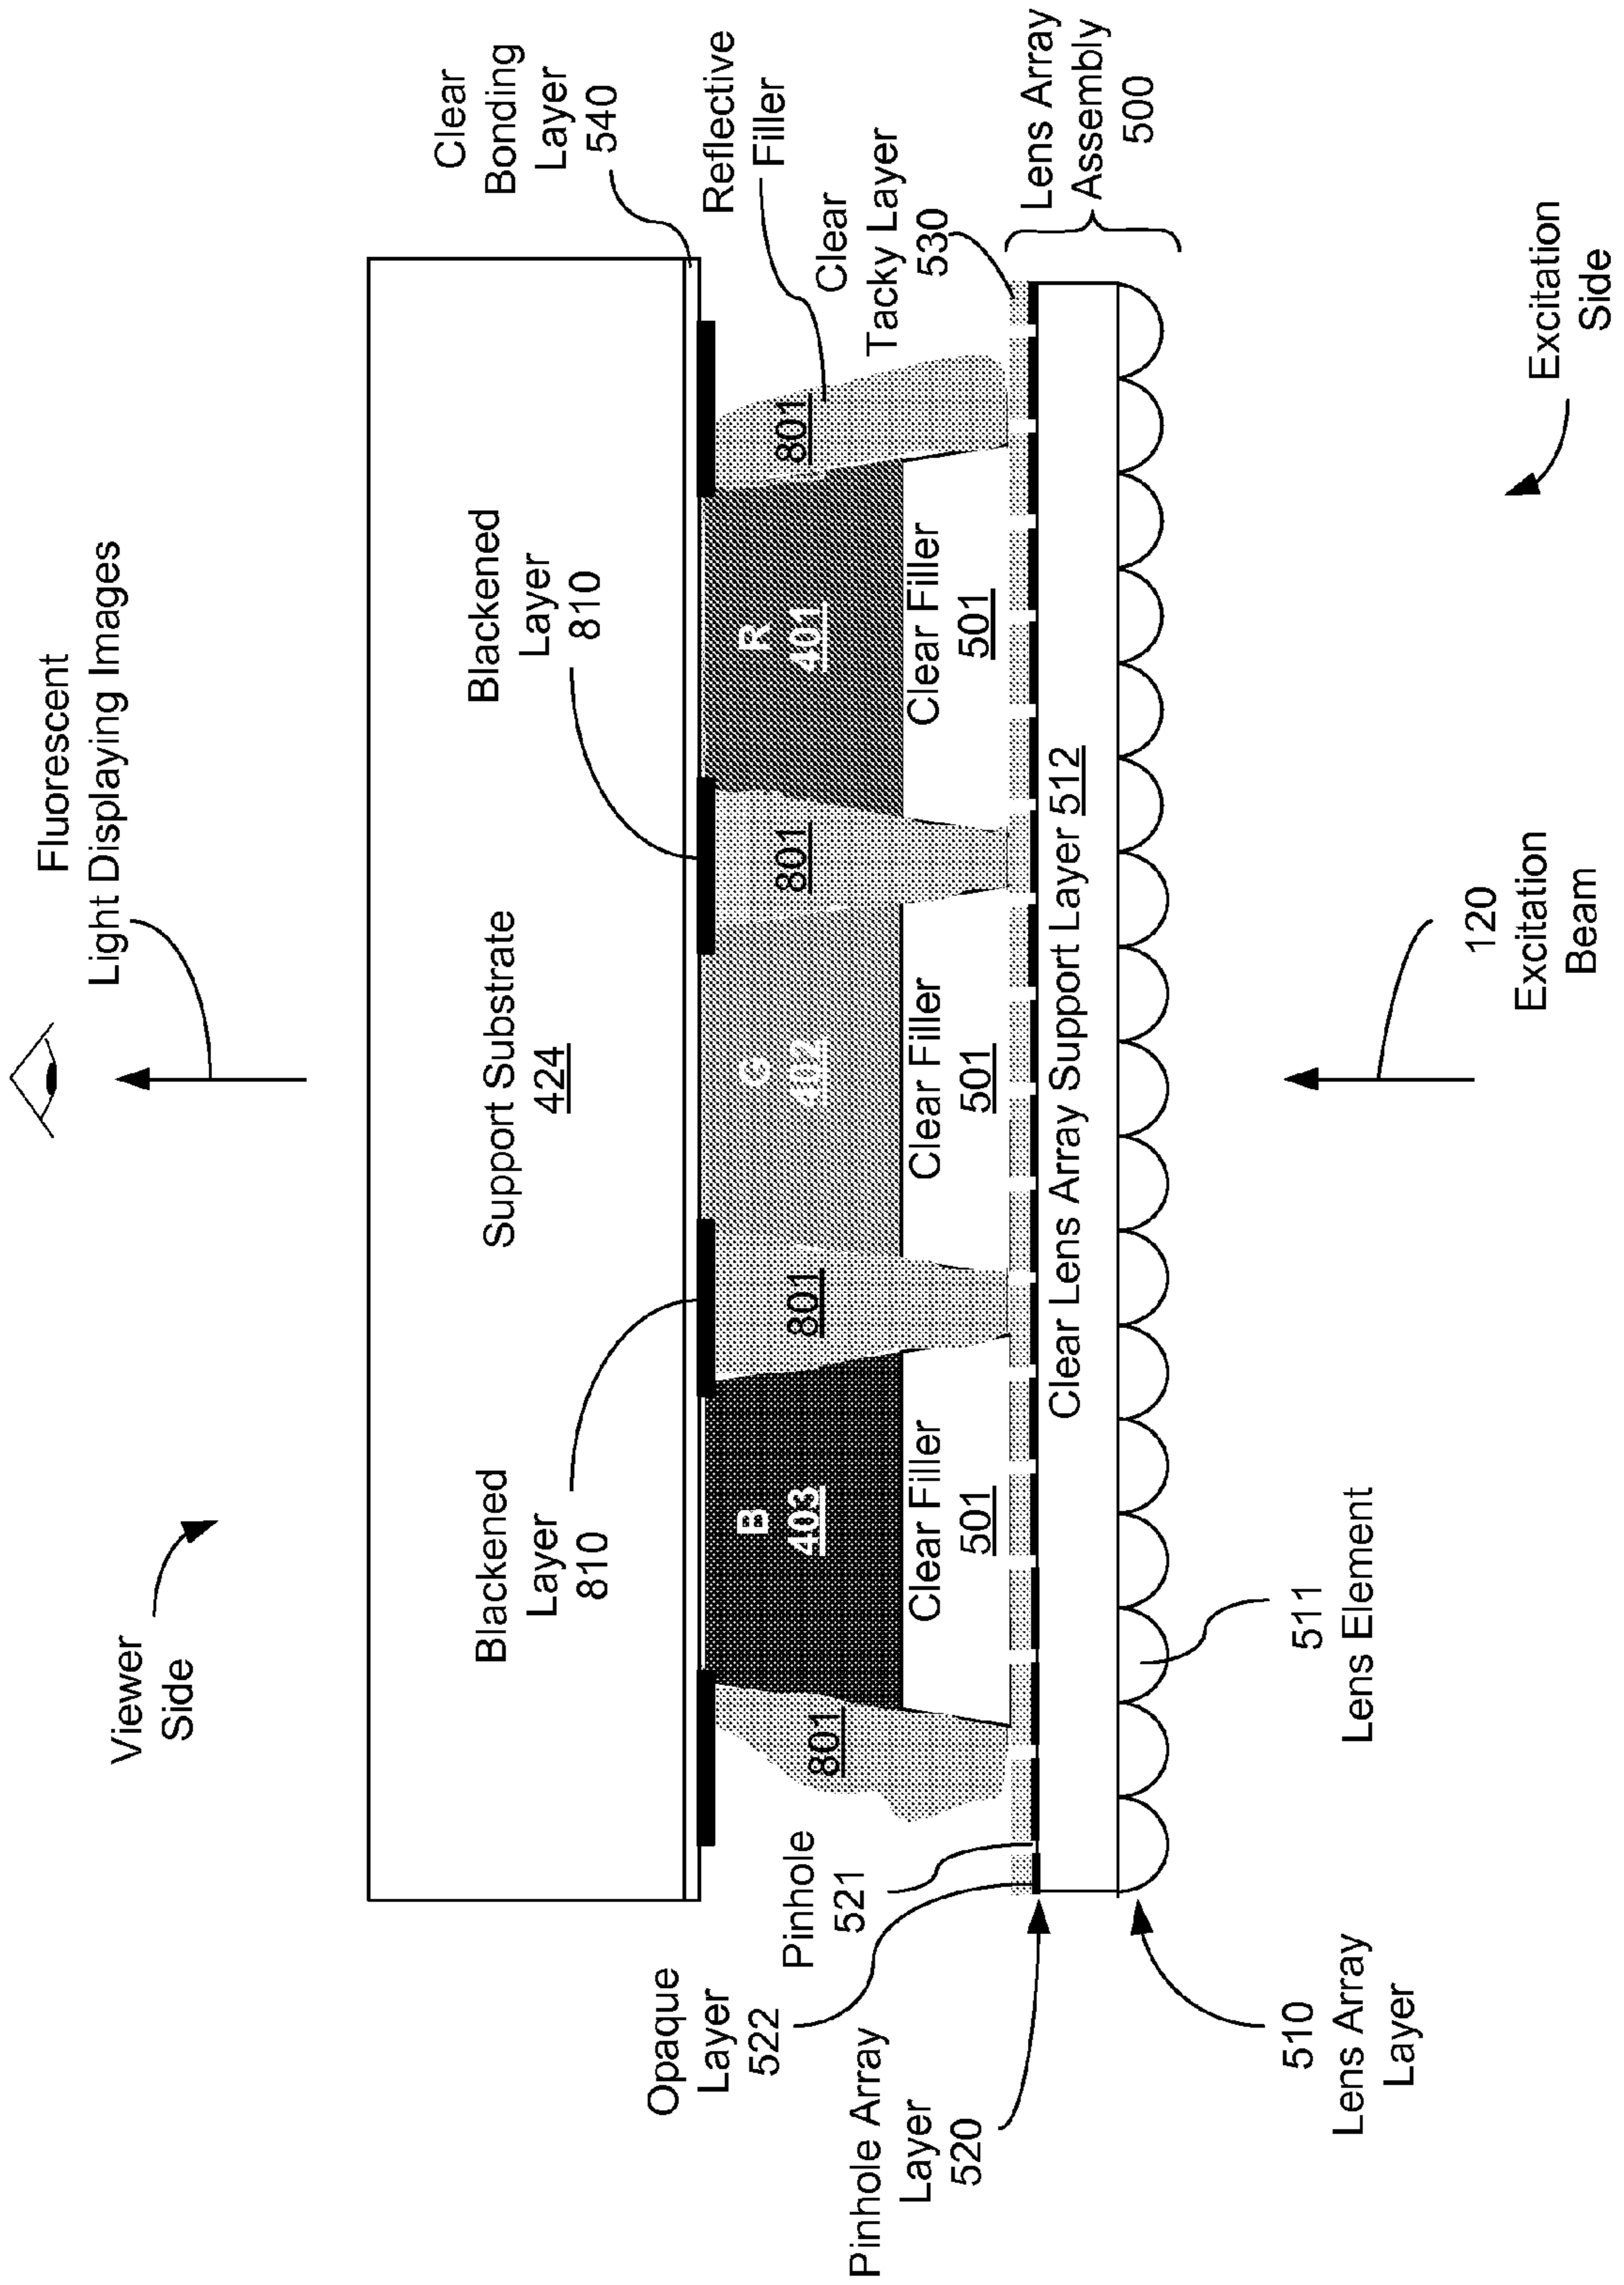 Fluorescent
Light Displaying Images
Viewer
Side
Support Substrate
424
Clear
Bonding
Layer
540
Blackened
Layer
810
Blackened
Layer
810
Reflective
Filler
801
801
801
801
B
403
G
402
R
401
Clear Filler
501
Clear Filler
501
Clear Filler
501
Clear
Tacky Layer
530
Lens Array
Assembly
500
Pinhole
521
Opaque
Layer
522
Pinhole Array
Layer
520
Clear Lens Array Support Layer 512
510
Lens Array
Layer
511
Lens Element
120
Excitation
Beam
Excitation
Side